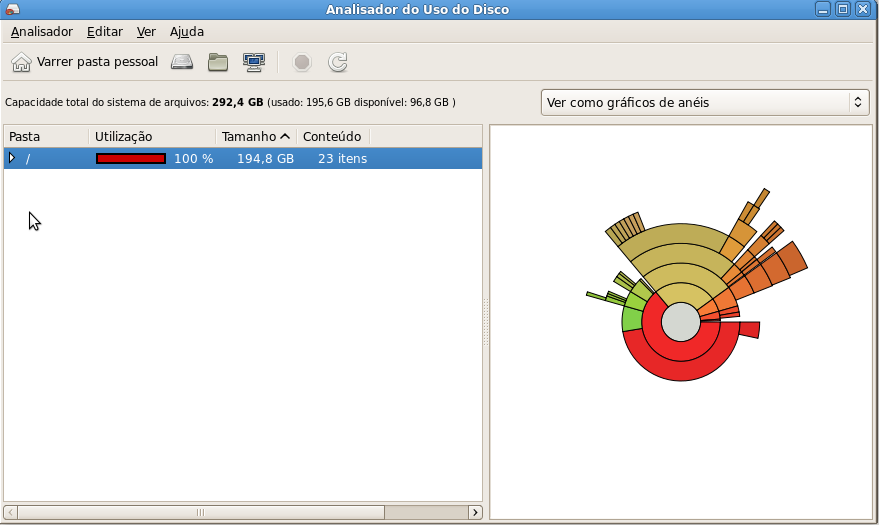 Analisador do Uso do Disco
Analisador Editar Ver Ajuda
Varrer pasta pessoal
Capacidade total do sistema de arquivos: 292,4 GB (usado: 195,6 GB disponível: 96,8 GB )
Ver como gráficos de anéis
Pasta Utilização Tamanho Conteúdo
/ 100 % 194,8 GB 23 itens